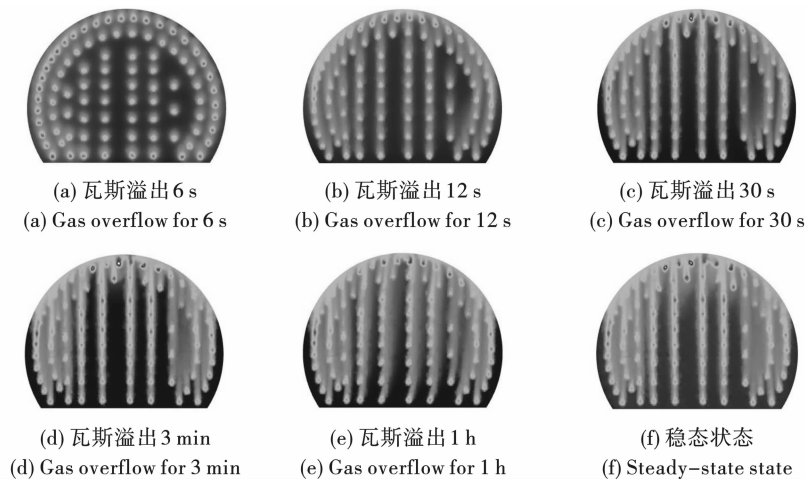 (a) 瓦斯溢出6 s
(a) Gas overflow for 6 s
(b) 瓦斯溢出12 s
(b) Gas overflow for 12 s
(c) 瓦斯溢出30 s
(c) Gas overflow for 30 s
(d) 瓦斯溢出3 min
(d) Gas overflow for 3 min
(e) 瓦斯溢出1 h
(e) Gas overflow for 1 h
(f) 稳态状态
(f) Steady-state state